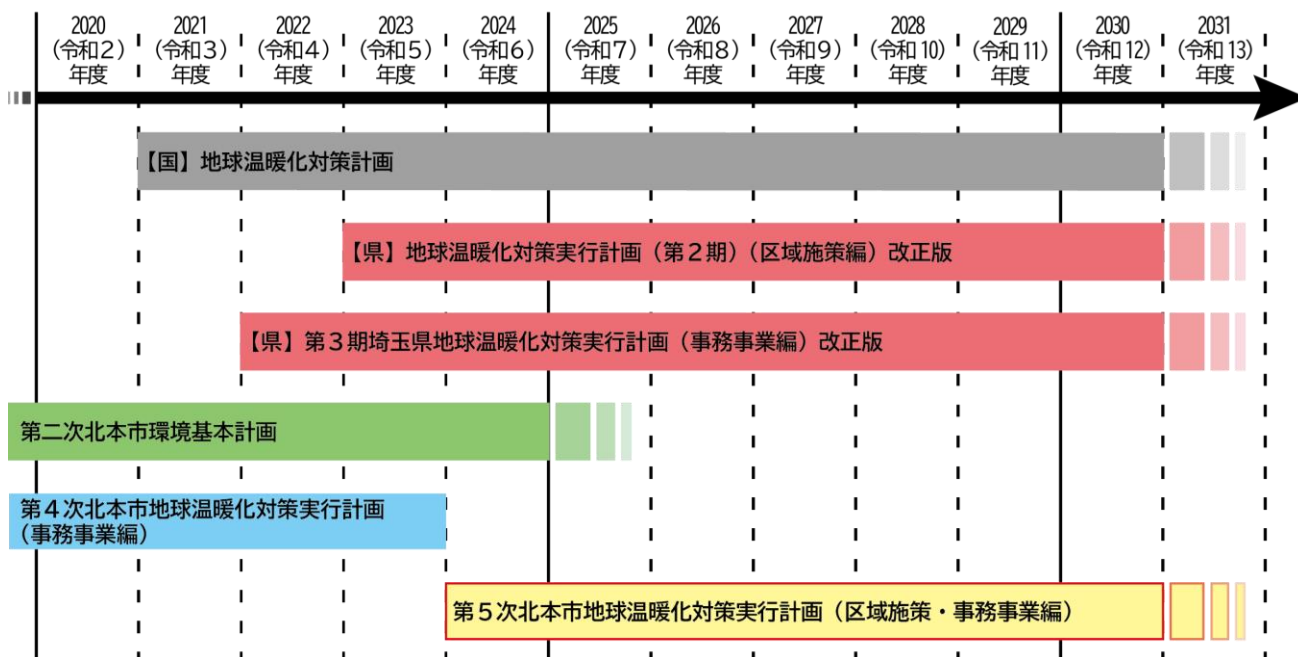 2020 2021 2022 2023 2024 2025 2026 2027 2028 2029 2030 2031
(令和2) (令和3) (令和4) (令和5) (令和6) (令和7) (令和8) (令和9) (令和10) (令和11) (令和12) (令和13)
年度 年度 年度 年度 年度 年度 年度 年度 年度 年度 年度 年度
【国】地球温暖化対策計画
【県】地球温暖化対策実行計画(第2期)(区域施策編)改正版
【県】第3期埼玉県地球温暖化対策実行計画(事務事業編)改正版
第二次北本市環境基本計画
第4次北本市地球温暖化対策実行計画
(事務事業編)
第5次北本市地球温暖化対策実行計画(区域施策・事務事業編)